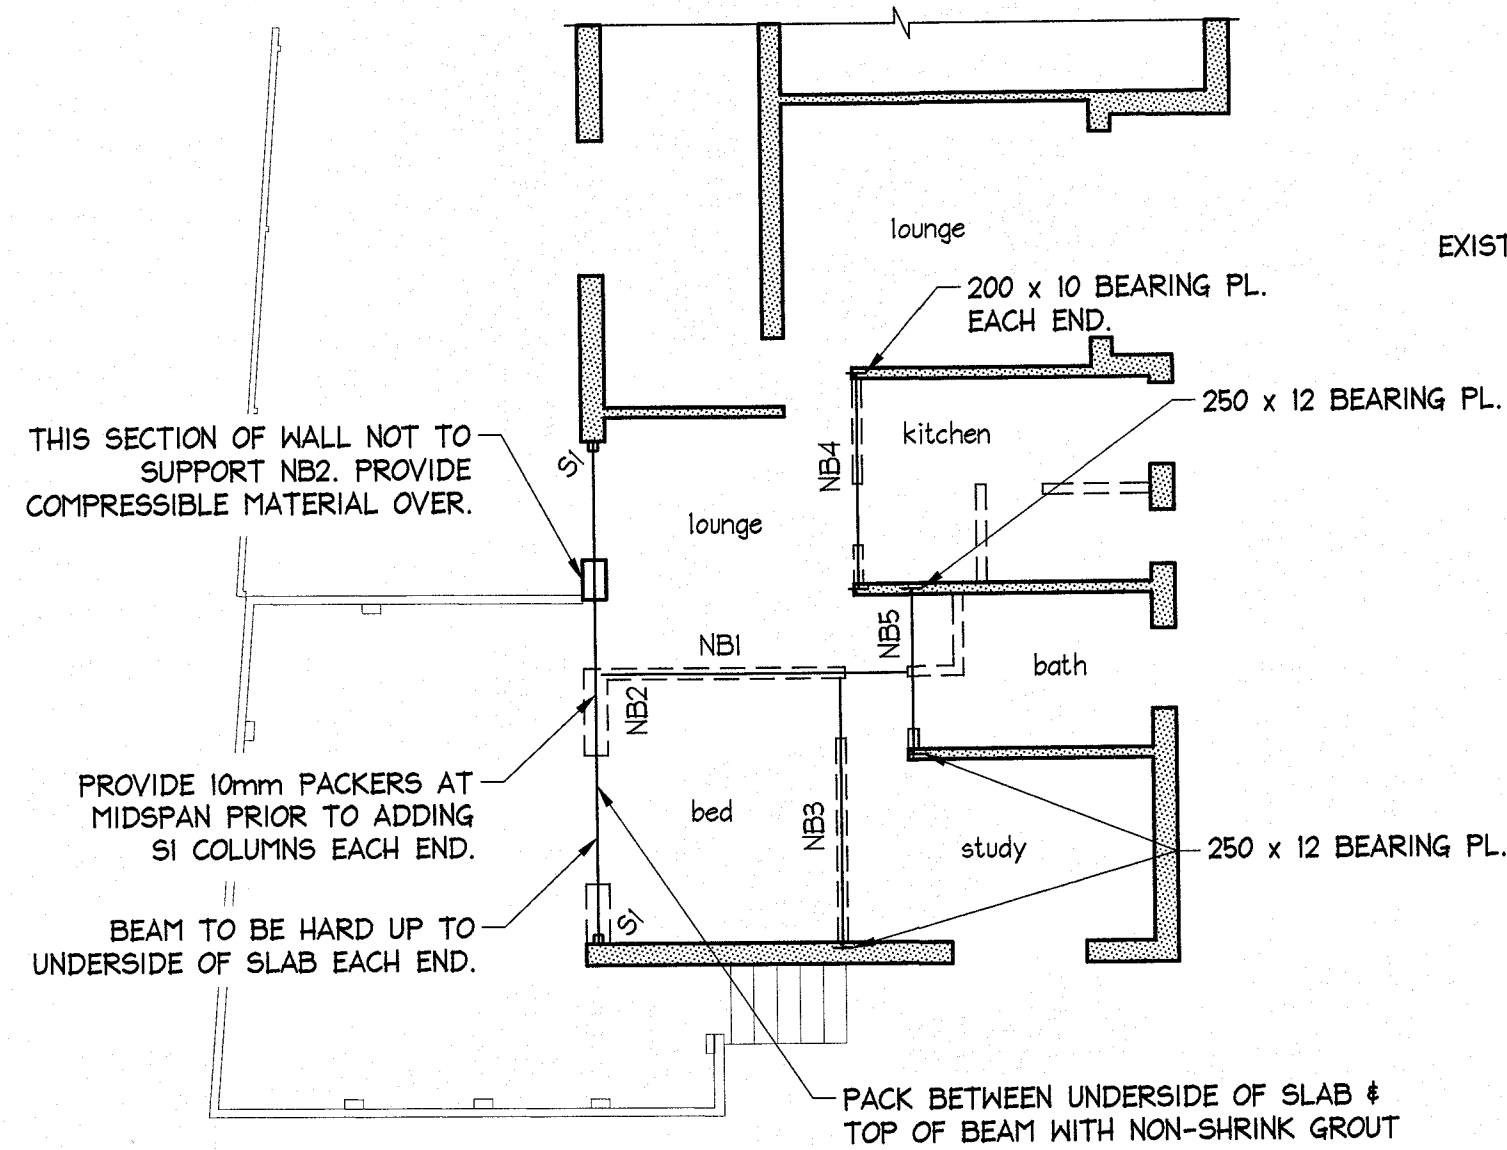 lounge
EXIST
200 x 10 BEARING PL.
EACH END.
250 x 12 BEARING PL.
THIS SECTION OF WALL NOT TO
SUPPORT NB2. PROVIDE
COMPRESSIBLE MATERIAL OVER.
S1
NB4
kitchen
lounge
NB1
NB5
bath
NB2
PROVIDE 10mm PACKERS AT
MIDSPAN PRIOR TO ADDING
S1 COLUMNS EACH END.
bed
NB3
study
250 x 12 BEARING PL.
BEAM TO BE HARD UP TO
UNDERSIDE OF SLAB EACH END.
S1
PACK BETWEEN UNDERSIDE OF SLAB &
TOP OF BEAM WITH NON-SHRINK GROUT